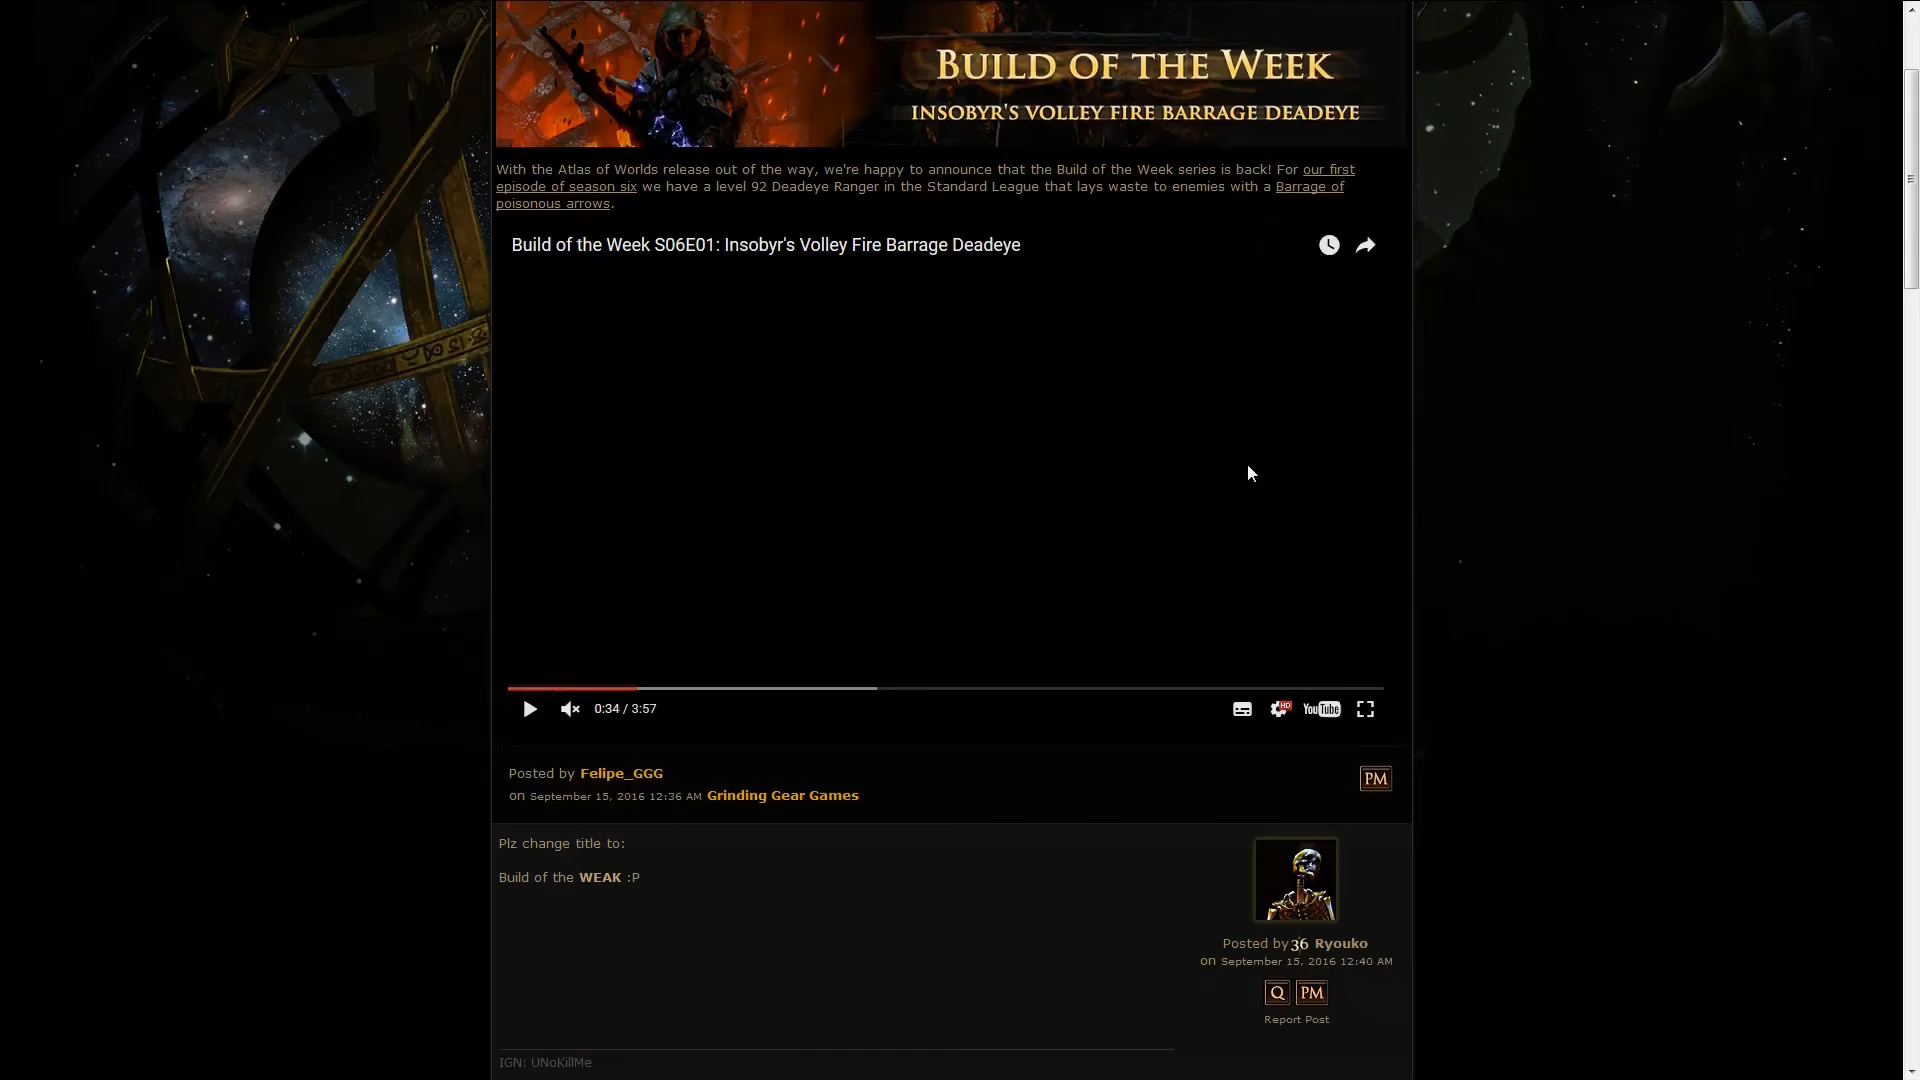 BUILD OF THE WEEK
INSOBYR'S VOLLEY FIRE BARRAGE DEADEYE
With the Atlas of Worlds release out of the way, we're happy to announce that the Build of the Week series is back! For our first
episode of season six we have a level 92 Deadeye Ranger in the Standard League that lays waste to enemies with a Barrage of
poisonous arrows.
Build of the Week S06E01: Insobyr's Volley Fire Barrage Deadeye
0:34 / 3:57
HD
YouTube
Posted by Felipe_GGG
on September 15, 2016 12:36 AM Grinding Gear Games
PM
Plz change title to:
Build of the WEAK :P
Posted by 36 Ryouko
on September 15, 2016 12:40 AM
Q PM
Report Post
IGN: UNoKillMe